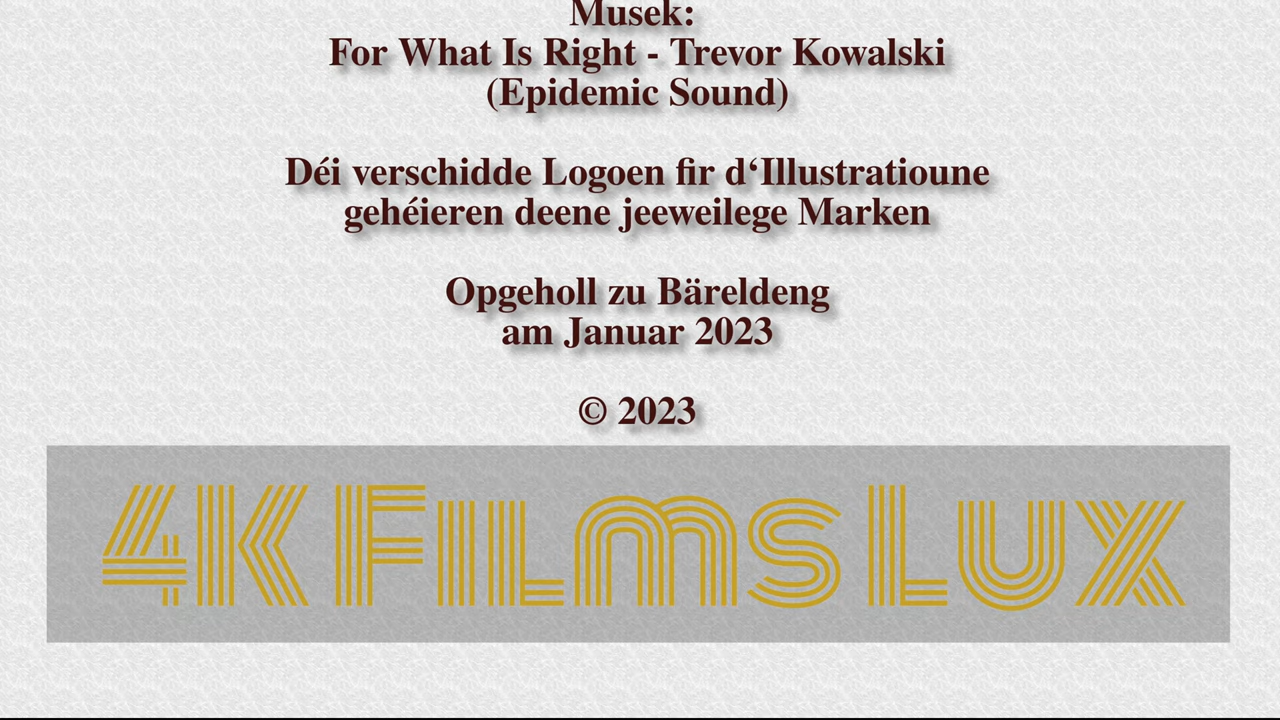 Musek:
For What Is Right - Trevor Kowalski
(Epidemic Sound)
Déi verschidde Logoen fir d‘Illustratioune
gehéieren deene jeeweilege Marken
Opgeholl zu Bäreldeng
am Januar 2023
© 2023
4K Films Lux